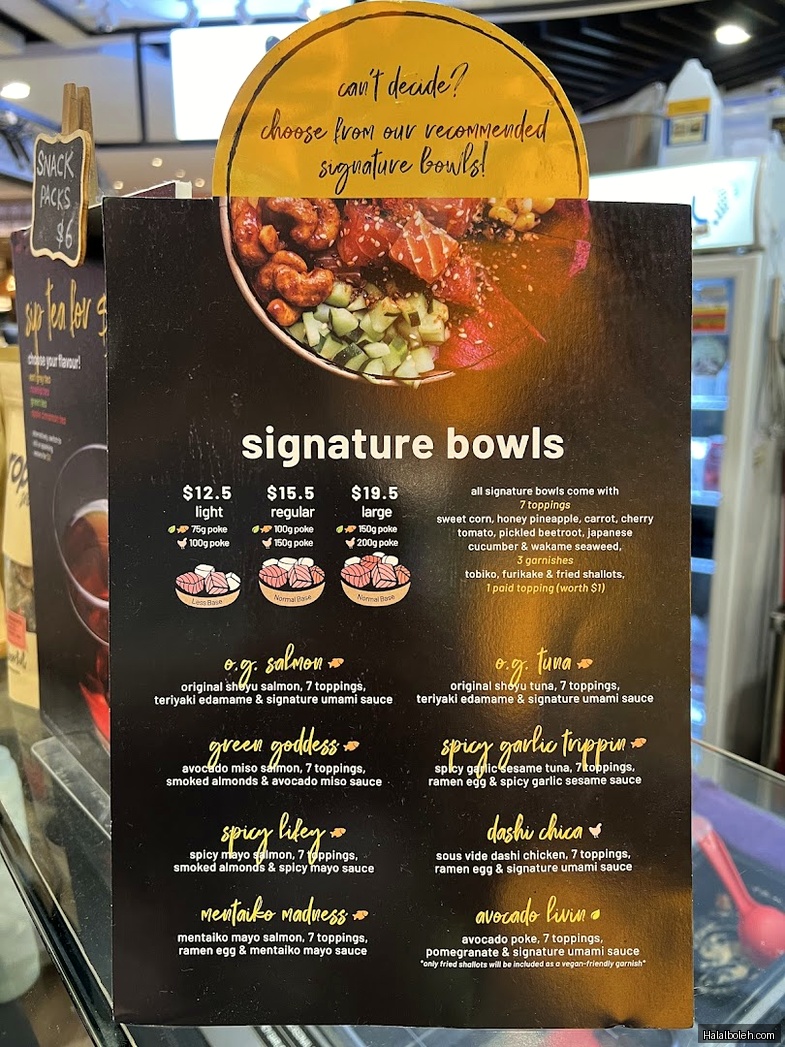 can't decide?
choose from our recommended
signature bowls!
SNACK
PACKS
$6
sip tea for $
choose your flavour!
signature bowls
$12.5
light
75g poke
100g poke
Less Base
$15.5
regular
100g poke
150g poke
Normal Base
$19.5
large
150g poke
200g poke
Normal Base
all signature bowls come with
7 toppings
sweet corn, honey pineapple, carrot, cherry
tomato, pickled beetroot, japanese
cucumber & wakame seaweed,
3 garnishes
tobiko, furikake & fried shallots,
1 paid topping (worth $1)
o.g. salmon
original shoyu salmon, 7 toppings,
teriyaki edamame & signature umami sauce
o.g. tuna
original shoyu tuna, 7 toppings,
teriyaki edamame & signature umami sauce
green goddess
avocado miso salmon, 7 toppings,
smoked almonds & avocado miso sauce
spicy garlic trippin
spicy garlic sesame tuna, 7 toppings,
ramen egg & spicy garlic sesame sauce
spicy lifey
spicy mayo salmon, 7 toppings,
smoked almonds & spicy mayo sauce
dashi chica
sous vide dashi chicken, 7 toppings,
ramen egg & signature umami sauce
mentaiko madness
mentaiko mayo salmon, 7 toppings,
ramen egg & mentaiko mayo sauce
avocado livin
avocado poke, 7 toppings,
pomegranate & signature umami sauce
"only fried shallots will be included as a vegan-friendly garnish"
Halalboleh.com